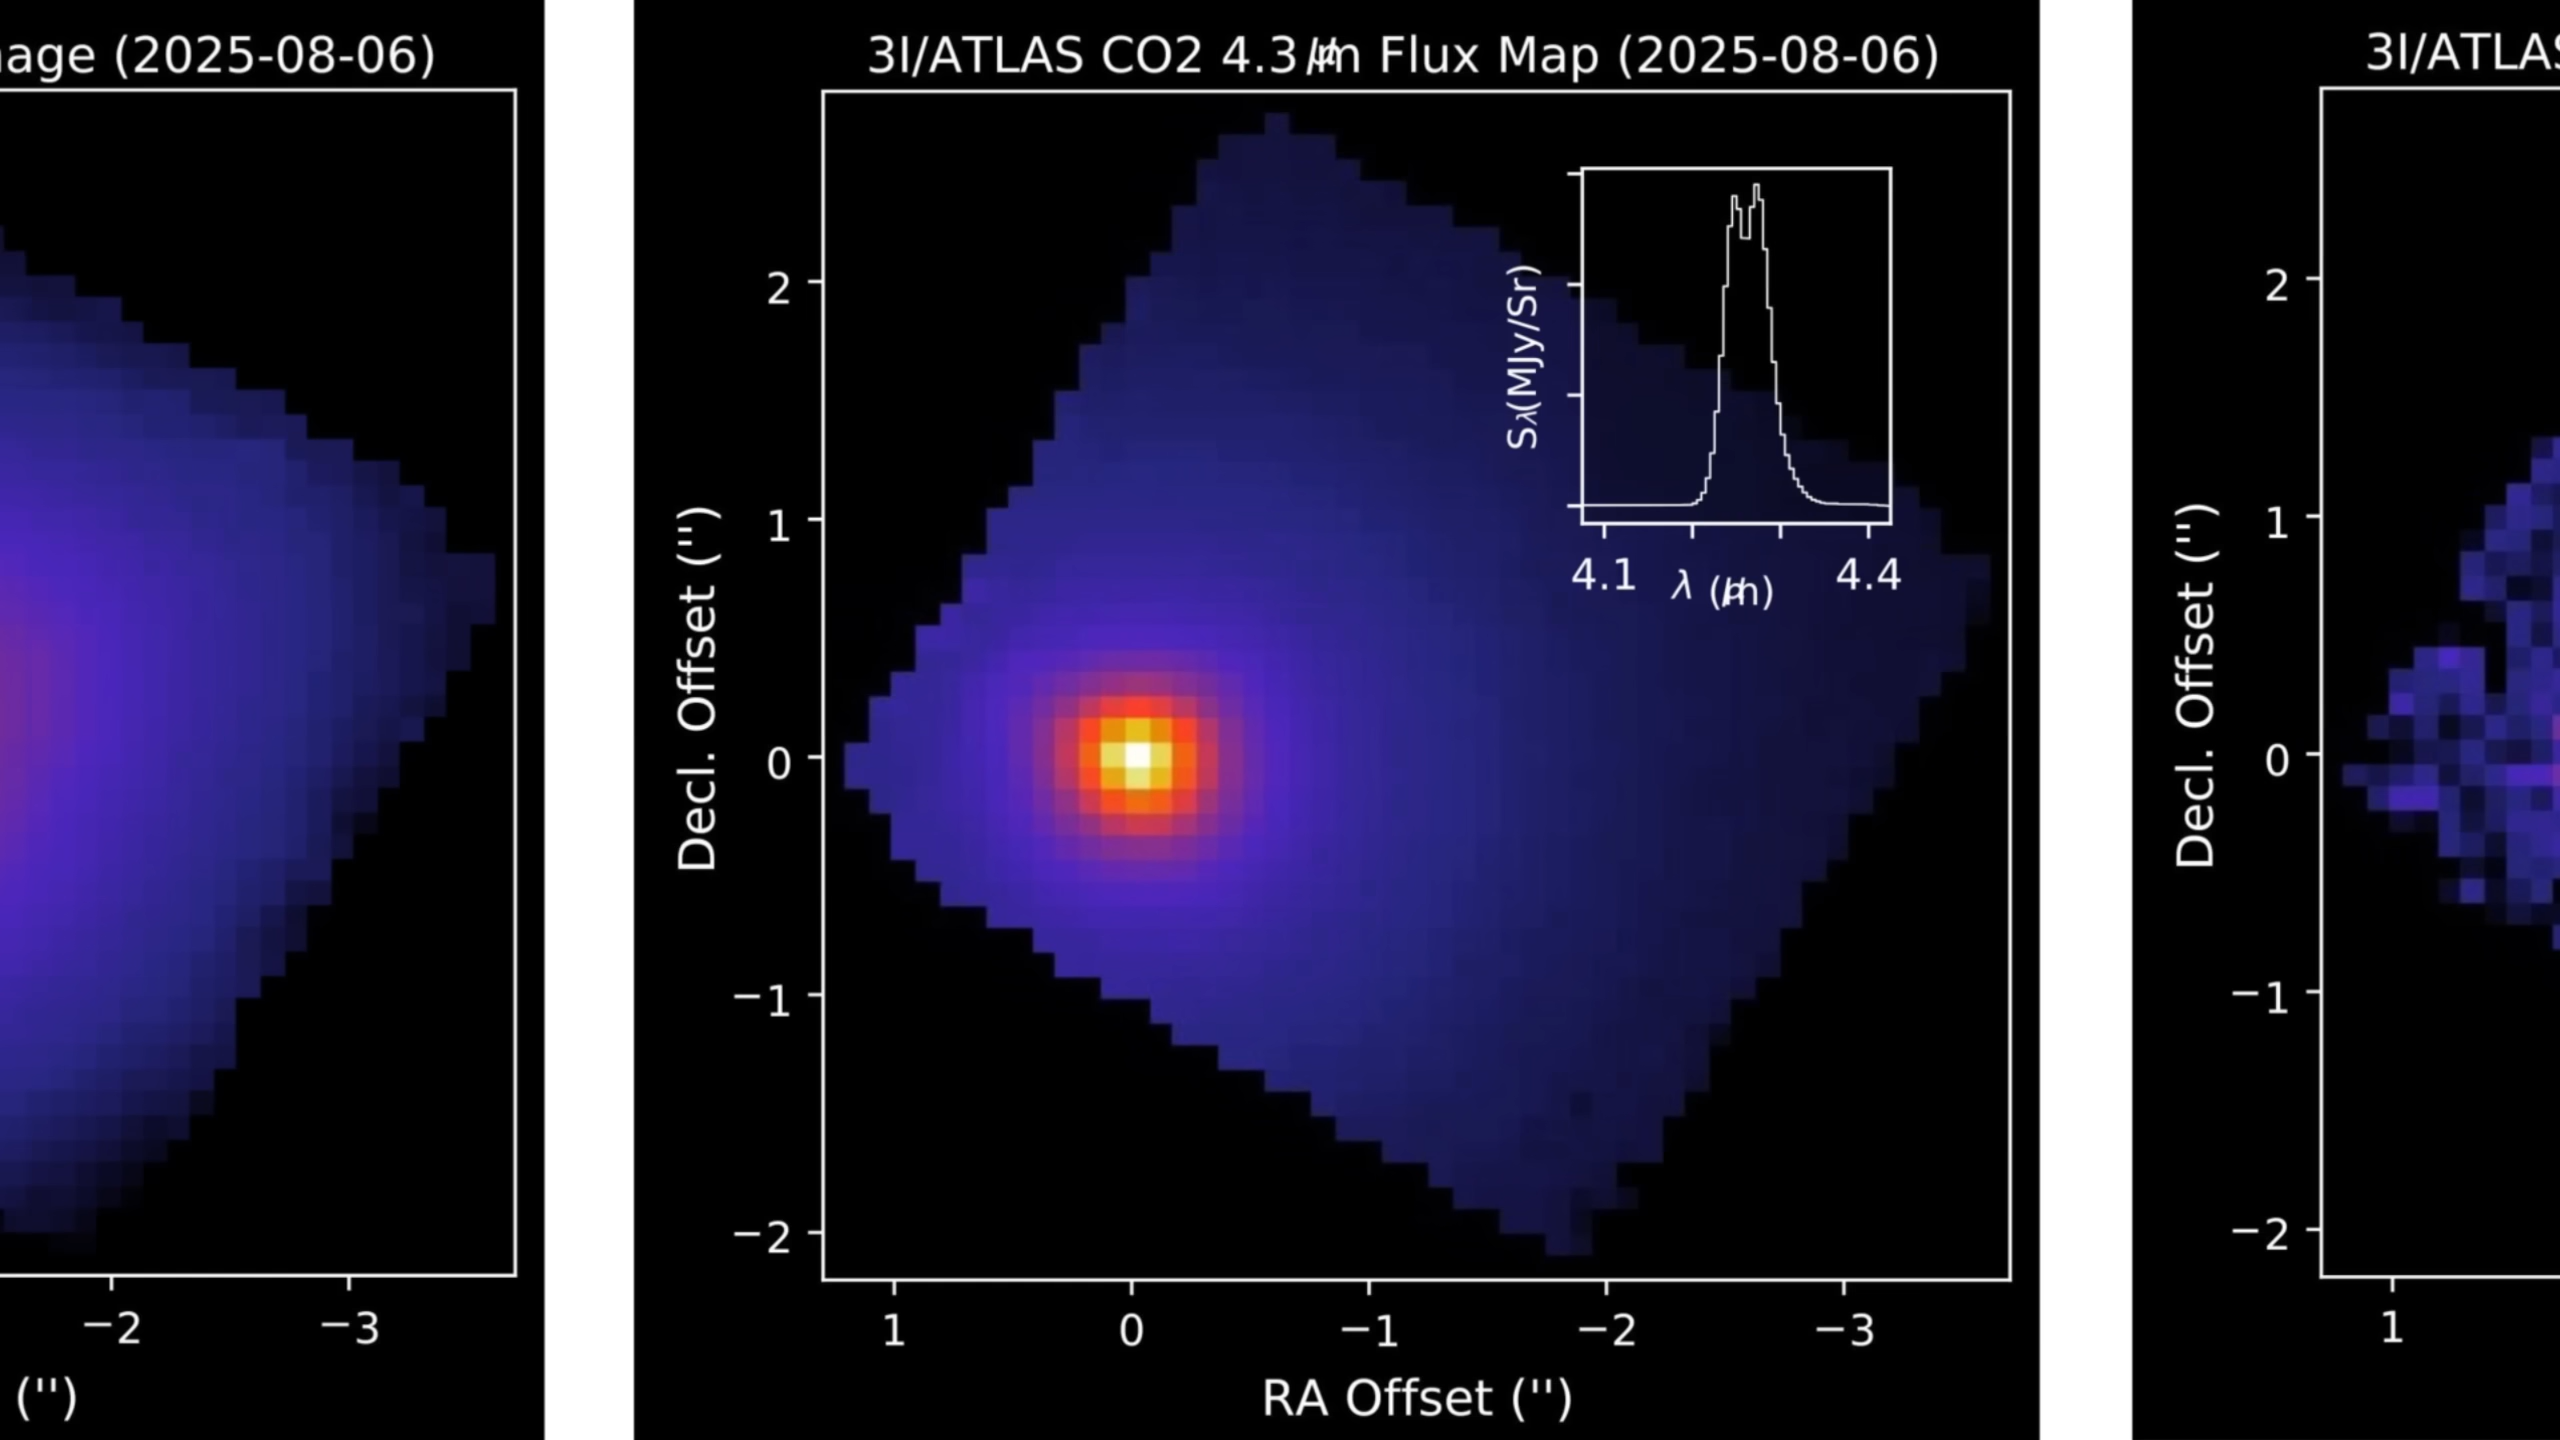 age (2025-08-06)
−2
−3
('')
3I/ATLAS CO2 4.3 μm Flux Map (2025-08-06)
Decl. Offset ('')
2
1
0
−1
−2
Sλ(MJy/Sr)
4.1
4.4
λ (μm)
1
0
−1
−2
−3
RA Offset ('')
3I/ATLAS
Decl. Offset ('')
2
1
0
−1
−2
1